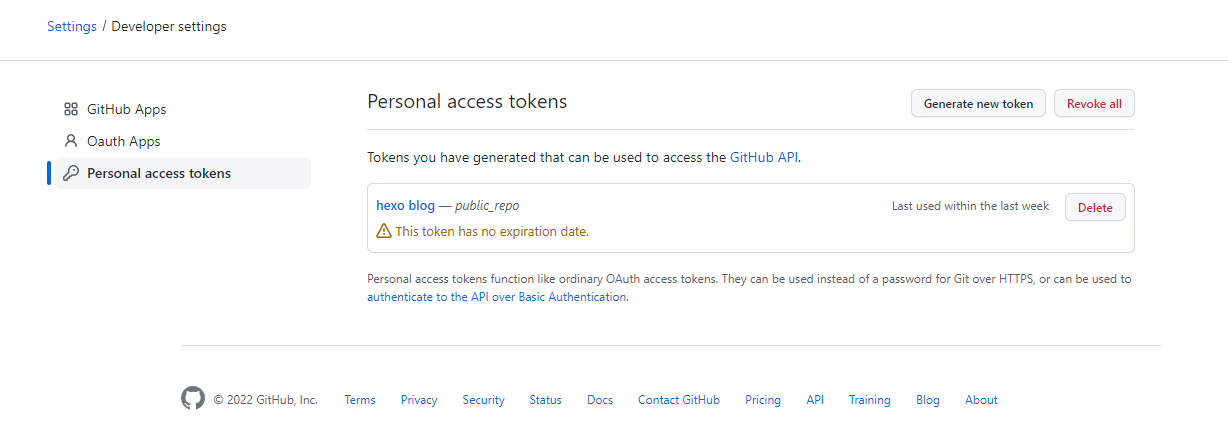 Settings / Developer settings
GitHub Apps
Oauth Apps
Personal access tokens
Personal access tokens
Generate new token
Revoke all
Tokens you have generated that can be used to access the GitHub API.
hexo blog — public_repo
Last used within the last week
Delete
This token has no expiration date.
Personal access tokens function like ordinary OAuth access tokens. They can be used instead of a password for Git over HTTPS, or can be used to
authenticate to the API over Basic Authentication.
© 2022 GitHub, Inc. Terms Privacy Security Status Docs Contact GitHub Pricing API Training Blog About